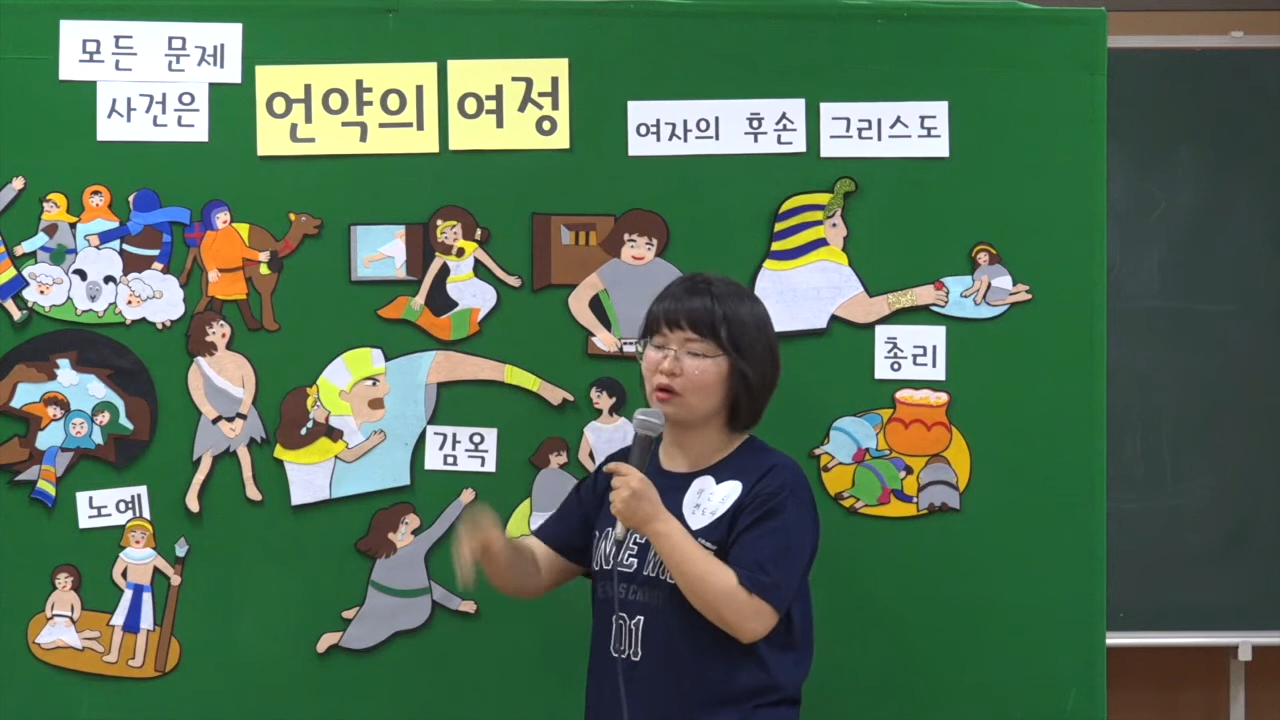 모든 문제
사건은
언약의 여정
여자의 후손 그리스도
총리
감옥
노예